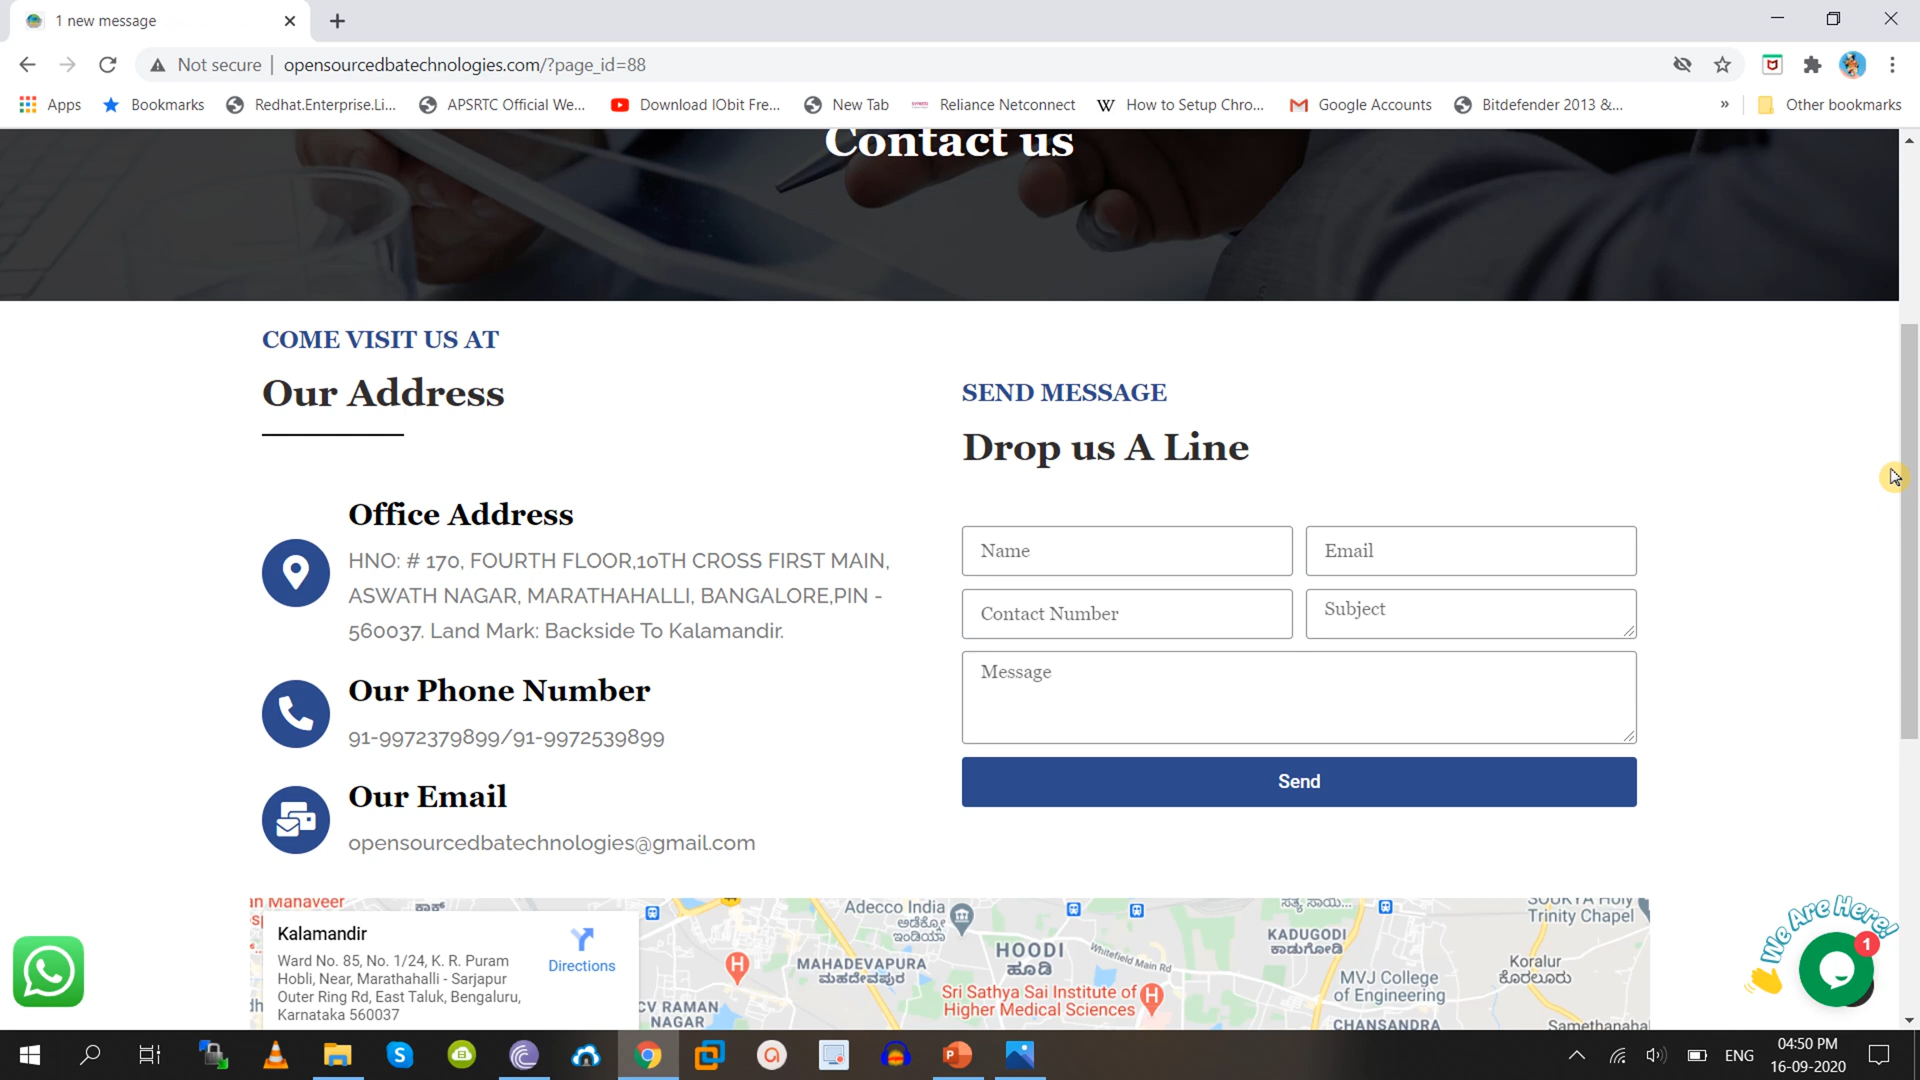 1 new message
Not secure
opensourcedbatechnologies.com/?page_id=88
Apps
Bookmarks
Redhat.Enterprise.Li...
APSRTC Official We...
Download IObit Fre...
New Tab
Reliance Netconnect
How to Setup Chro...
Google Accounts
Bitdefender 2013 &...
»
Other bookmarks
Contact us
COME VISIT US AT
Our Address
Office Address
HNO: # 170, FOURTH FLOOR,10TH CROSS FIRST MAIN,
ASWATH NAGAR, MARATHAHALLI, BANGALORE,PIN -
560037. Land Mark: Backside To Kalamandir.
Our Phone Number
91-9972379899/91-9972539899
Our Email
opensourcedbatechnologies@gmail.com
SEND MESSAGE
Drop us A Line
Name
Email
Contact Number
Subject
Message
Send
Kalamandir
Ward No. 85, No. 1/24, K. R. Puram
Hobli, Near, Marathahalli - Sarjapur
Outer Ring Rd, East Taluk, Bengaluru,
Karnataka 560037
Directions
Adecco India
ಅಡೆಕ್ಕೋ
ಇಂಡಿಯಾ
HOODI
ಹೂಡಿ
Whitefield Main Rd
MAHADEVAPURA
ಮಹದೇವಪುರ
CV RAMAN
NAGAR
Sri Sathya Sai Institute of
Higher Medical Sciences
KADUGODI
ಕಾಡುಗೋಡಿ
MVJ College
of Engineering
CHANSANDRA
Trinity Chapel
Koralur
ಕೊರಲೂರು
Samethanahal
We Are Here!
1
ENG
04:50 PM
16-09-2020